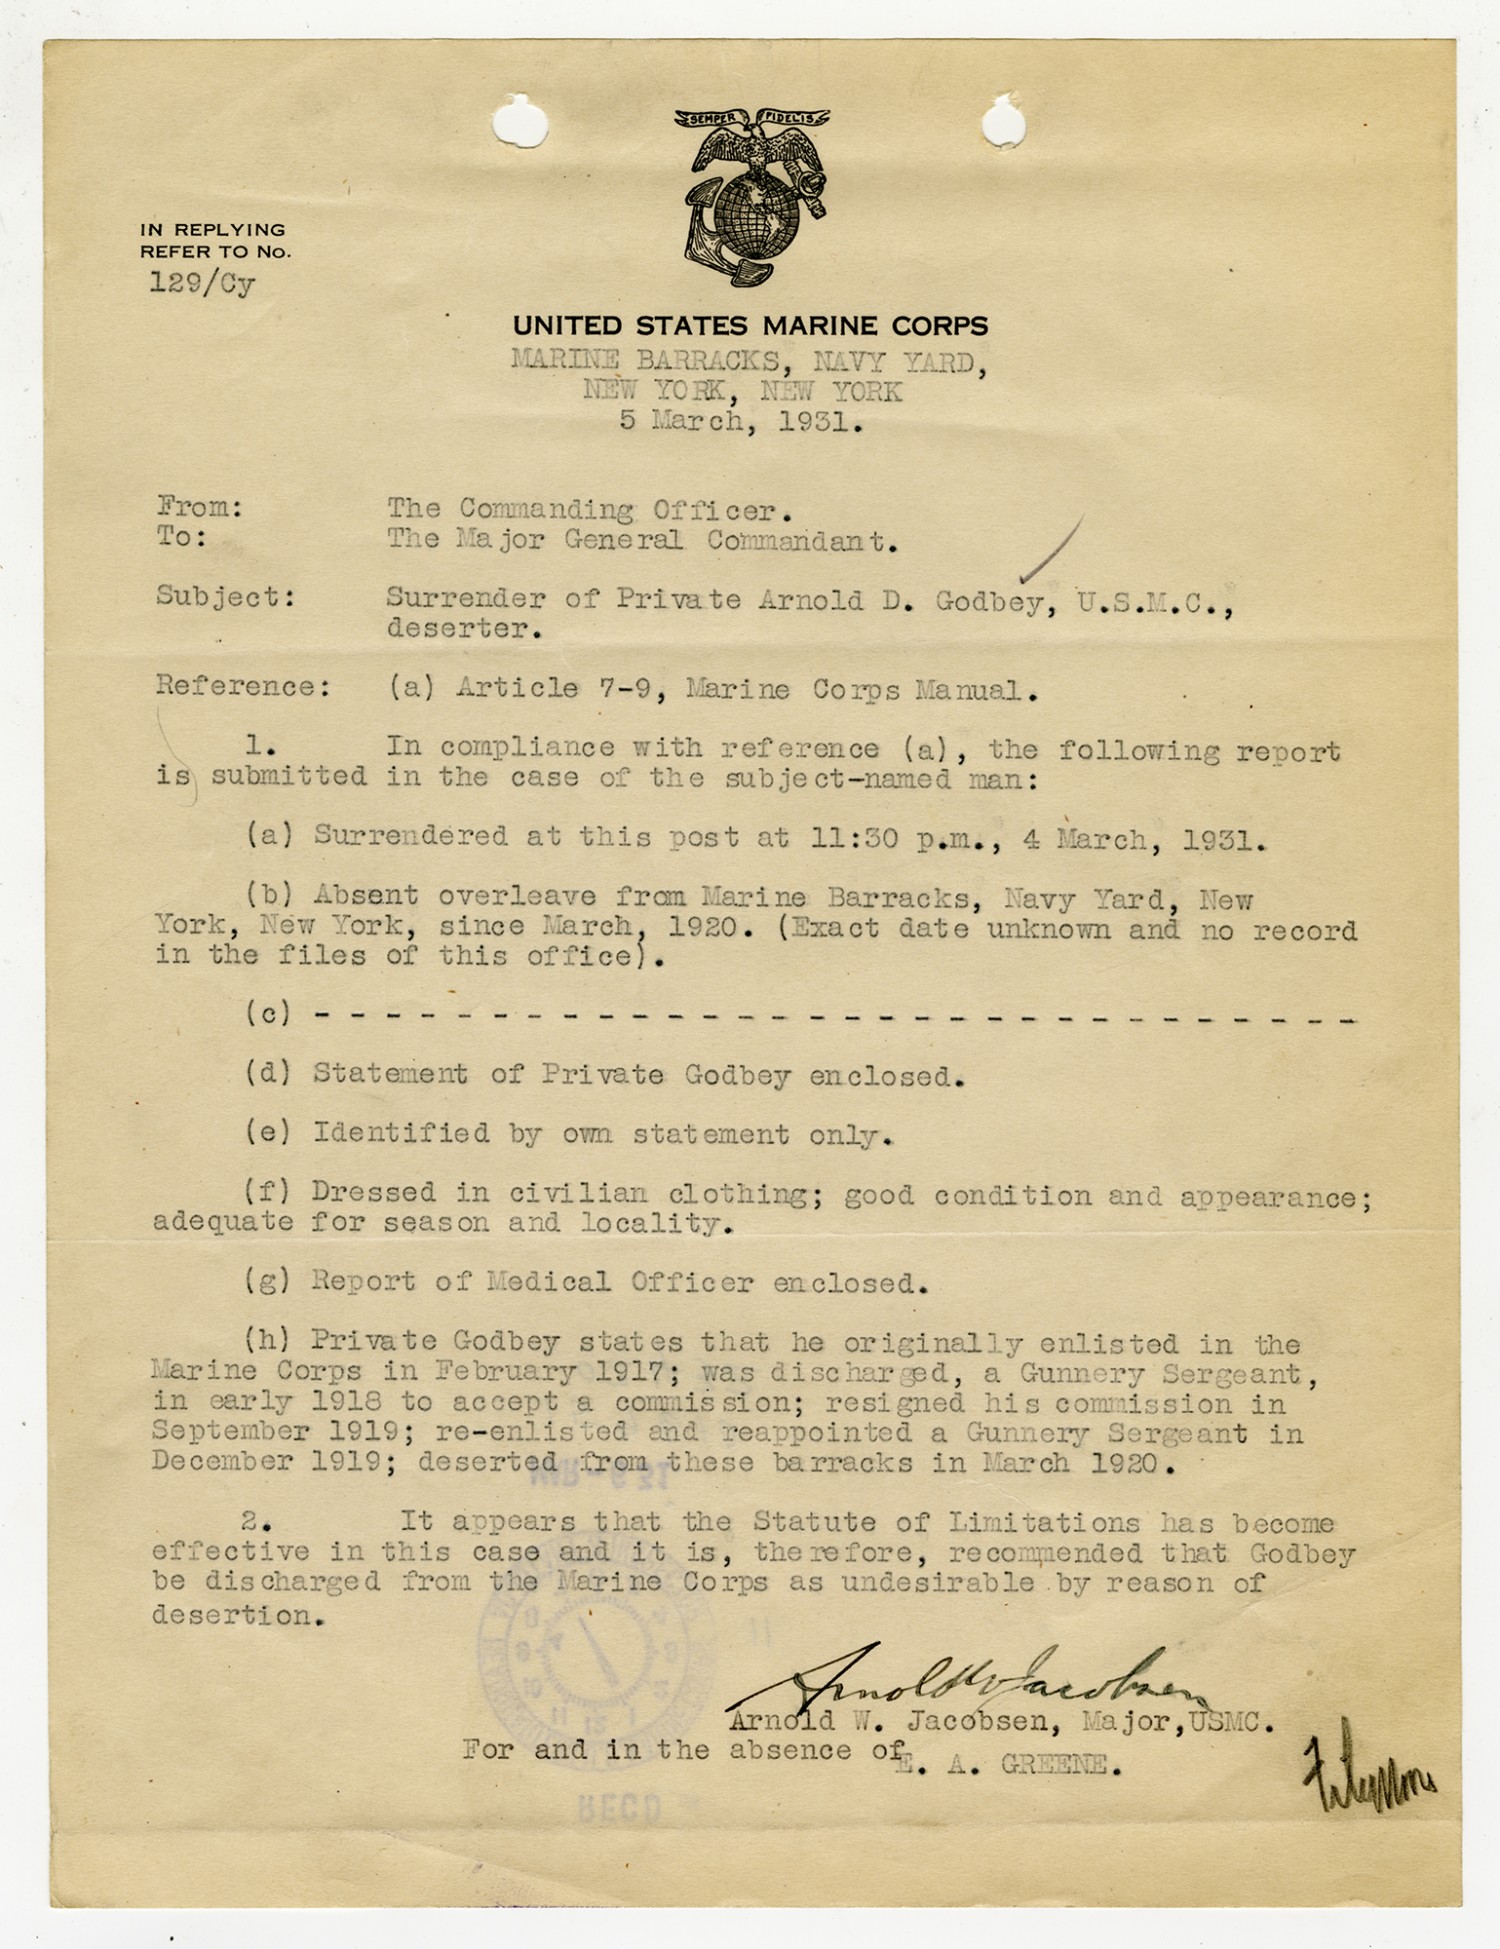 SEMPER FIDELIS
IN REPLYING
REFER TO No.
129/Cy
UNITED STATES MARINE CORPS
MARINE BARRACKS, NAVY YARD,
NEW YORK, NEW YORK
5 March, 1931.
From: The Commanding Officer.
To: The Major General Commandant.
Subject: Surrender of Private Arnold D. Godbey, U.S.M.C.,
deserter.
Reference: (a) Article 7-9, Marine Corps Manual.
1. In compliance with reference (a), the following report
is submitted in the case of the subject-named man:
(a) Surrendered at this post at 11:30 p.m., 4 March, 1931.
(b) Absent overleave from Marine Barracks, Navy Yard, New
York, New York, since March, 1920. (Exact date unknown and no record
in the files of this office).
(c) - - - - - - - - - - - - - - - - - - - - - - - - - - - - - -
(d) Statement of Private Godbey enclosed.
(e) Identified by own statement only.
(f) Dressed in civilian clothing; good condition and appearance;
adequate for season and locality.
(g) Report of Medical Officer enclosed.
(h) Private Godbey states that he originally enlisted in the
Marine Corps in February 1917; was discharged, a Gunnery Sergeant,
in early 1918 to accept a commission; resigned his commission in
September 1919; re-enlisted and reappointed a Gunnery Sergeant in
December 1919; deserted from these barracks in March 1920.
2. It appears that the Statute of Limitations has become
effective in this case and it is, therefore, recommended that Godbey
be discharged from the Marine Corps as undesirable by reason of
desertion.
Arnold W Jacobsen
Arnold W. Jacobsen, Major,USMC.
For and in the absence of E. A. GREENE.
RECD